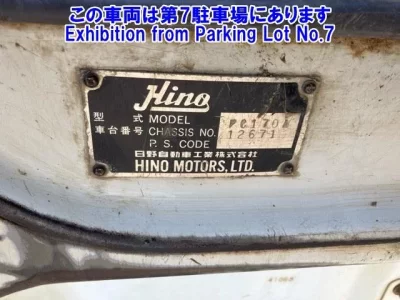 この車両は第7駐車場にあります
Exhibition from Parking Lot No.7
Hino
型式 MODEL
車台番号 CHASSIS NO. 12671
P. S. CODE
日野自動車工業株式会社
HINO MOTORS, LTD.